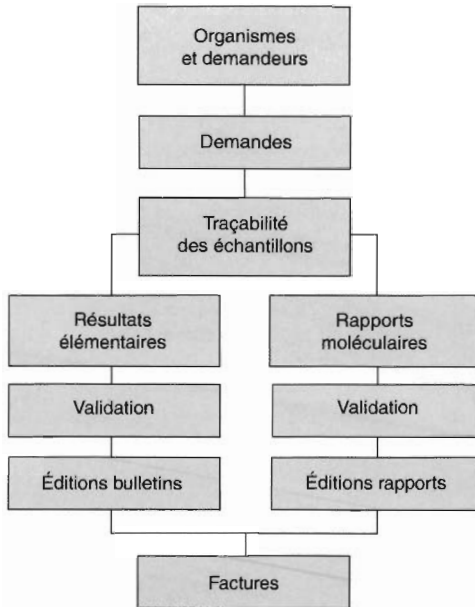 Organismes
et demandeurs
Demandes
Traçabilité
des échantillons
Résultats
élémentaires
Rapports
moléculaires
Validation
Validation
Éditions bulletins
Éditions rapports
Factures